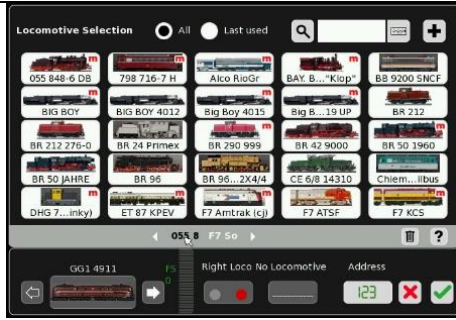 Locomotive Selection All Last used
055 848-6 DB 798 716-7 H Alco RioGr BAY. B..."Klop" BB 9200 SNCF
BIG BOY BIG BOY 4012 Big Boy 4015 Big B...19 UP BR 212
BR 212 276-0 BR 24 Primex BR 290 999 BR 42 9000 BR 50 1960
BR 50 JAHRE BR 96 BR 96...2X4/4 CE 6/8 14310 Chiem...ilbus
DHG 7...inky) ET 87 KPEV F7 Amtrak (cj) F7 ATSF F7 KCS
055 8 F7 So ?
GG1 4911 FS Right Loco No Locomotive Address
0 123